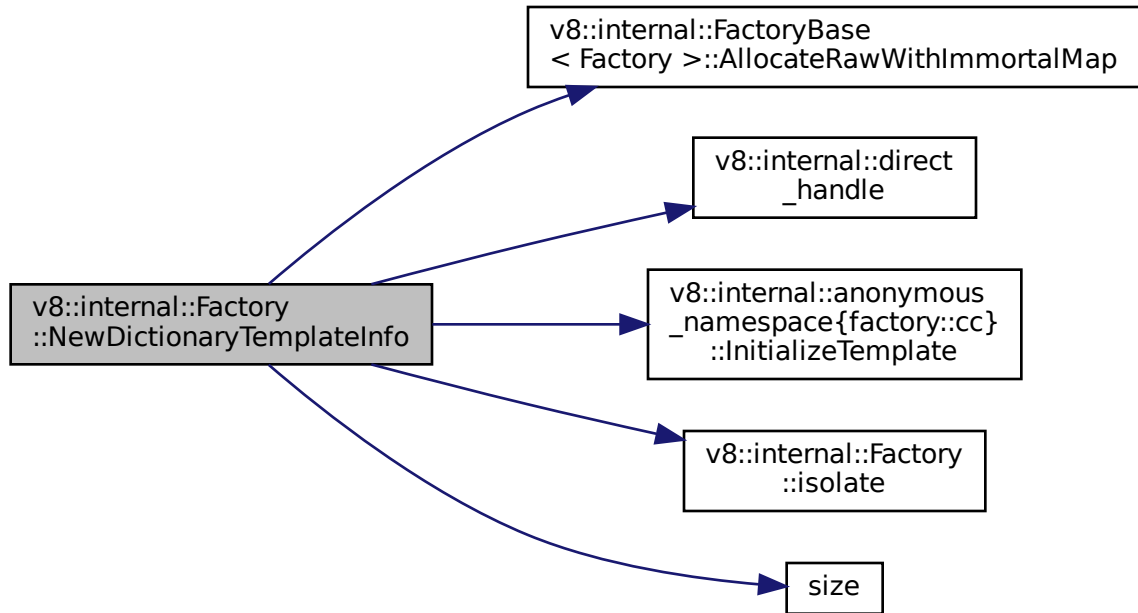 v8::internal::FactoryBase
< Factory >::AllocateRawWithImmortalMap
v8::internal::direct
_handle
v8::internal::Factory
::NewDictionaryTemplateInfo
v8::internal::anonymous
_namespace{factory::cc}
::InitializeTemplate
v8::internal::Factory
::isolate
size